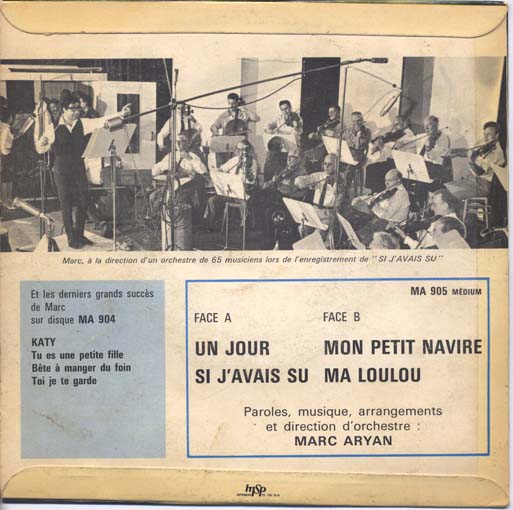 Marc, à la direction d'un orchestre de 65 musiciens lors de l'enregistrement de "SI J'AVAIS SU"
Et les derniers grands succès
de Marc
sur disque MA 904
KATY
Tu es une petite fille
Bête à manger du foin
Toi je te garde
MA 905 MÉDIUM
FACE A
UN JOUR
SI J'AVAIS SU
FACE B
MON PETIT NAVIRE
MA LOULOU
Paroles, musique, arrangements
et direction d'orchestre :
MARC ARYAN